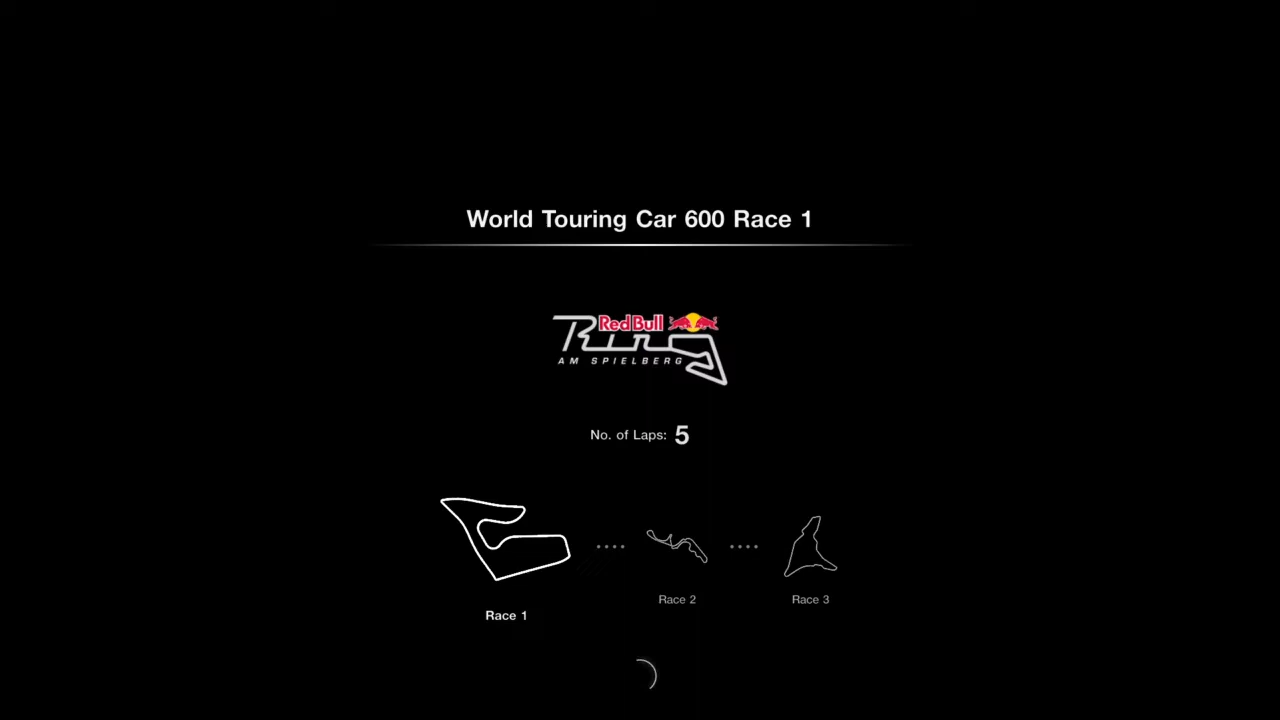 World Touring Car 600 Race 1
Red Bull
Ring
AM SPIELBERG
No. of Laps: 5
Race 1
Race 2
Race 3